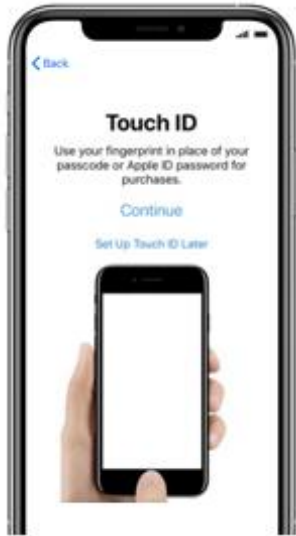 Back
Touch ID
Use your fingerprint in place of your
passcode or Apple ID password for
purchases.
Continue
Set Up Touch ID Later